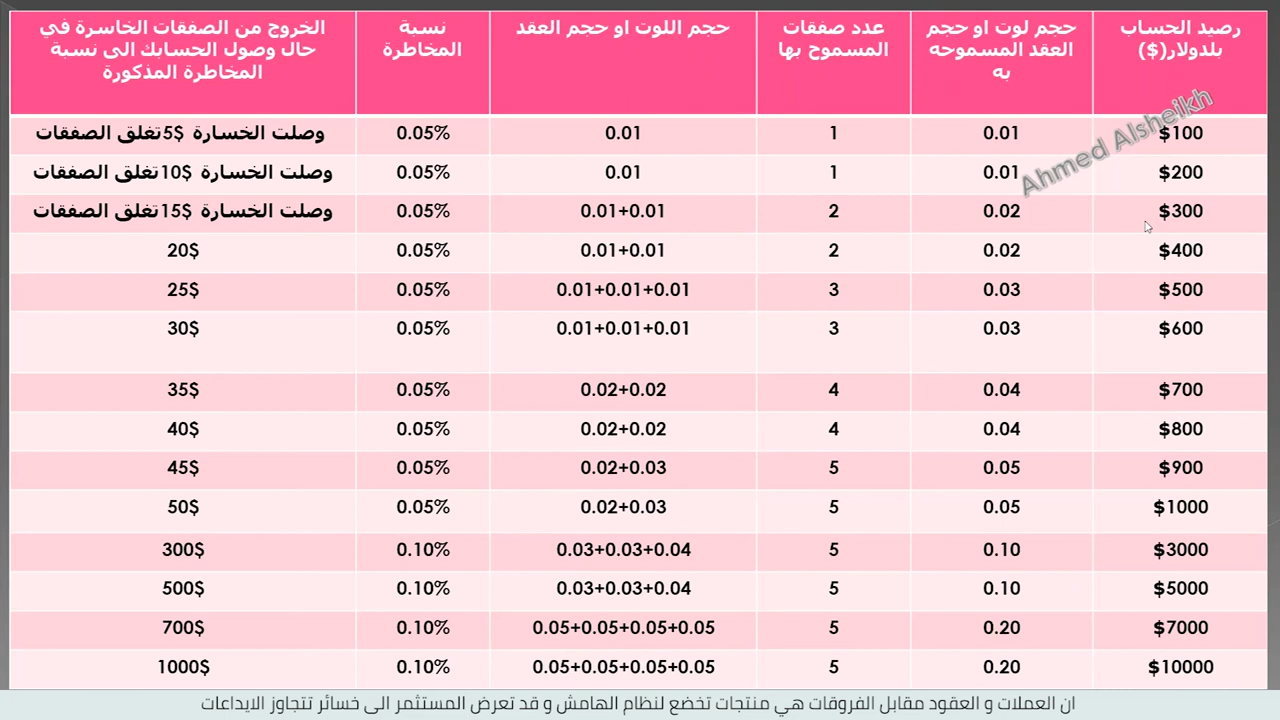 رصيد الحساب بلدولار($) | حجم لوت او حجم العقد المسموحه به | عدد صفقات المسموح بها | حجم اللوت او حجم العقد | نسبة المخاطرة | الخروج من الصفقات الخاسرة في حال وصول الحسابك الى نسبة المخاطرة المذكورة
$100 | 0.01 | 1 | 0.01 | 0.05% | وصلت الخسارة $5تغلق الصفقات
$200 | 0.01 | 1 | 0.01 | 0.05% | وصلت الخسارة $10تغلق الصفقات
$300 | 0.02 | 2 | 0.01+0.01 | 0.05% | وصلت الخسارة $15تغلق الصفقات
$400 | 0.02 | 2 | 0.01+0.01 | 0.05% | 20$
$500 | 0.03 | 3 | 0.01+0.01+0.01 | 0.05% | 25$
$600 | 0.03 | 3 | 0.01+0.01+0.01 | 0.05% | 30$
$700 | 0.04 | 4 | 0.02+0.02 | 0.05% | 35$
$800 | 0.04 | 4 | 0.02+0.02 | 0.05% | 40$
$900 | 0.05 | 5 | 0.02+0.03 | 0.05% | 45$
$1000 | 0.05 | 5 | 0.02+0.03 | 0.05% | 50$
$3000 | 0.10 | 5 | 0.03+0.03+0.04 | 0.10% | 300$
$5000 | 0.10 | 5 | 0.03+0.03+0.04 | 0.10% | 500$
$7000 | 0.20 | 5 | 0.05+0.05+0.05+0.05 | 0.10% | 700$
$10000 | 0.20 | 5 | 0.05+0.05+0.05+0.05 | 0.10% | 1000$
Ahmed Alsheikh
ان العملات و العقود مقابل الفروقات هي منتجات تخضع لنظام الهامش و قد تعرض المستثمر الى خسائر تتجاوز الايداعات